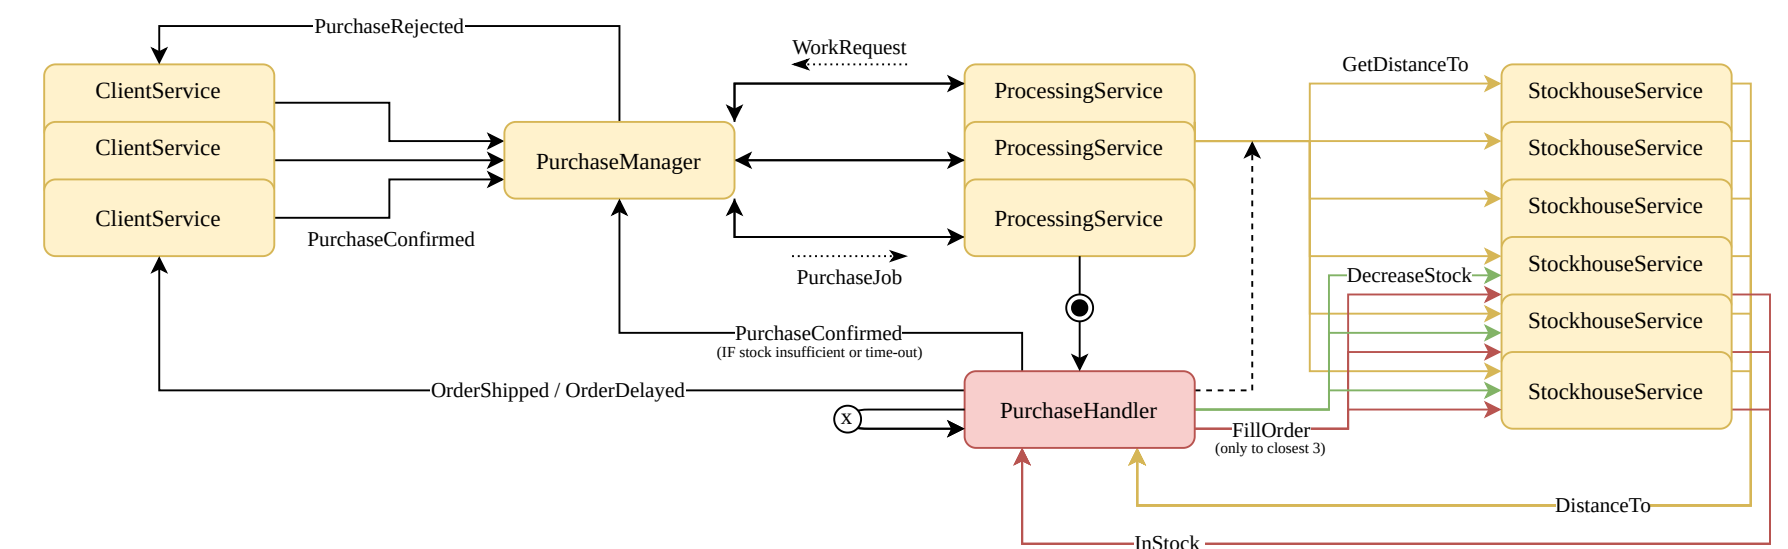 PurchaseRejected
WorkRequest
GetDistanceTo
ClientService
ProcessingService
StockhouseService
ClientService
PurchaseManager
ProcessingService
StockhouseService
ClientService
ProcessingService
StockhouseService
PurchaseConfirmed
StockhouseService
PurchaseJob
DecreaseStock
StockhouseService
PurchaseConfirmed
(IF stock insufficient or time-out)
OrderShipped / OrderDelayed
StockhouseService
X
PurchaseHandler
FillOrder
(only to closest 3)
DistanceTo
InStock